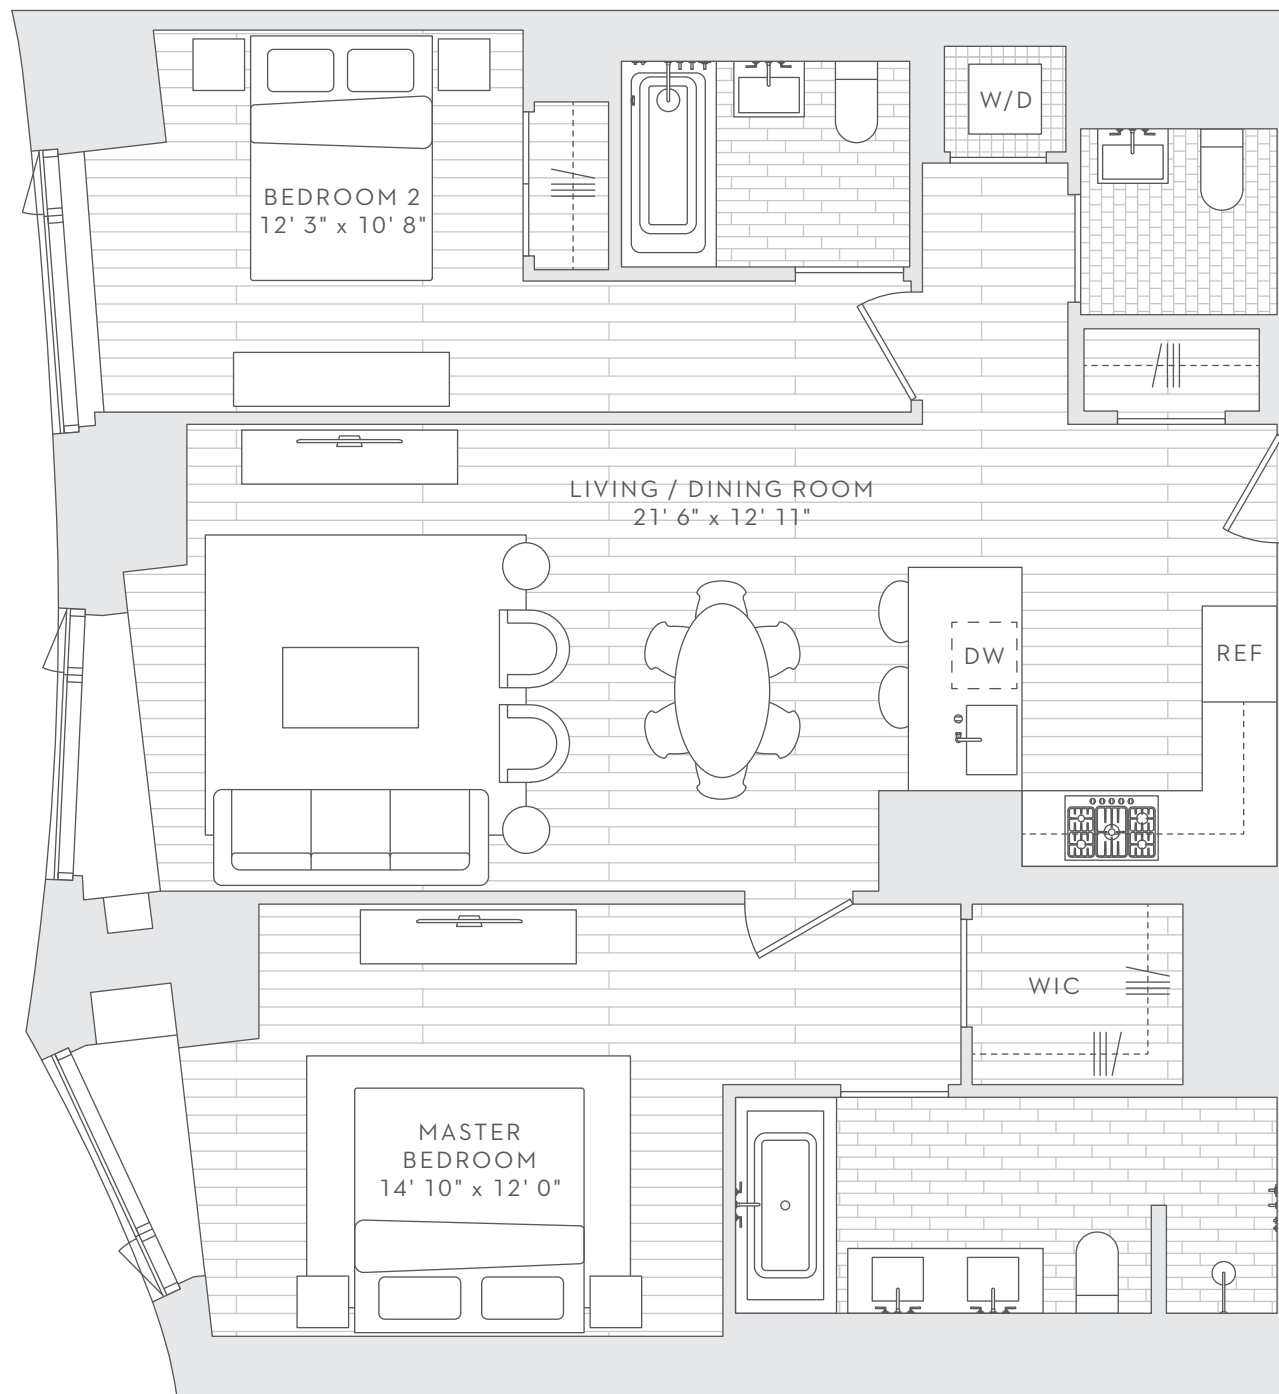 W/D
BEDROOM 2
12' 3" x 10' 8"
LIVING / DINING ROOM
21' 6" x 12' 11"
DW
REF
WIC
MASTER
BEDROOM
14' 10" x 12' 0"